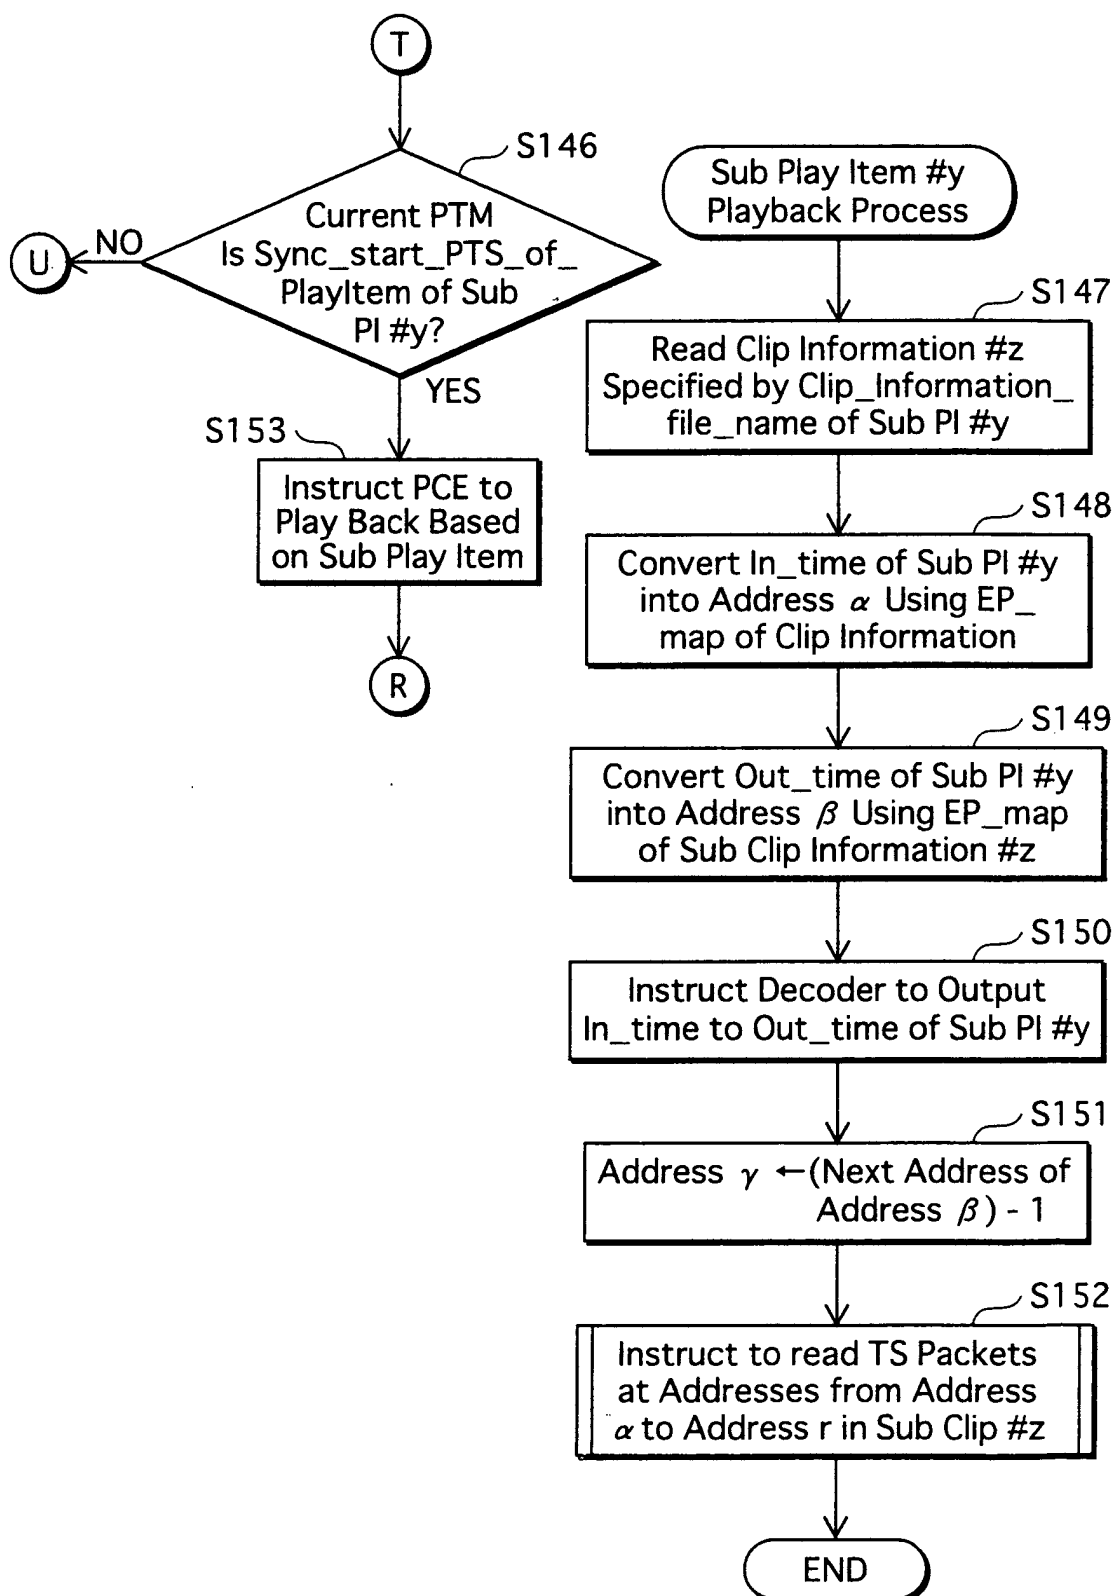 T
S146
Current PTM
Is Sync_start_PTS_of_
PlayItem of Sub
PI #y?
NO
U
YES
S153
Instruct PCE to
Play Back Based
on Sub Play Item
R
Sub Play Item #y
Playback Process
S147
Read Clip Information #z
Specified by Clip_Information_
file_name of Sub PI #y
S148
Convert In_time of Sub PI #y
into Address α Using EP_
map of Clip Information
S149
Convert Out_time of Sub PI #y
into Address β Using EP_map
of Sub Clip Information #z
S150
Instruct Decoder to Output
In_time to Out_time of Sub PI #y
S151
Address γ ←(Next Address of
Address β) - 1
S152
Instruct to read TS Packets
at Addresses from Address
α to Address r in Sub Clip #z
END